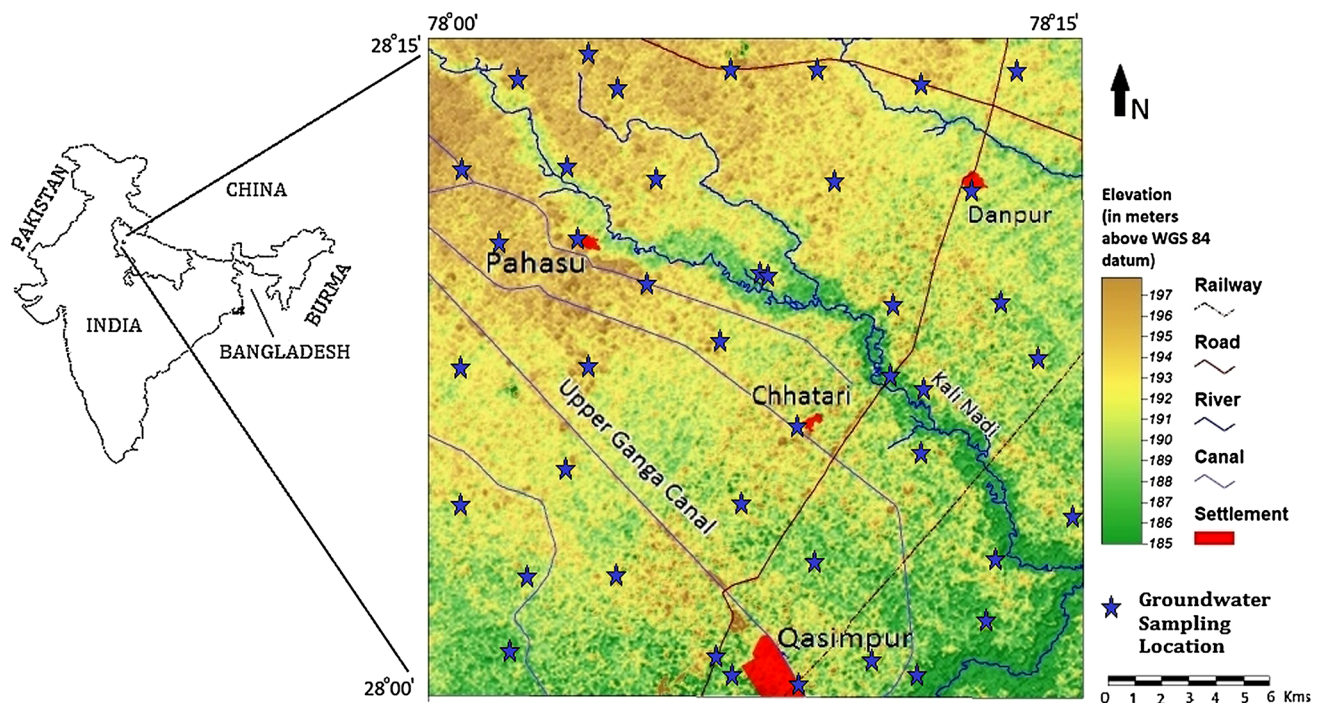 78°00'
78°15'
28°15'
28°00'
PAKISTAN
CHINA
INDIA
BURMA
BANGLADESH
Danpur
Pahasu
Chhatari
Kali Nadi
Upper Ganga Canal
Qasimpur
N
Elevation
(in meters
above WGS 84
datum)
197
196
195
194
193
192
191
190
189
188
187
186
185
Railway
Road
River
Canal
Settlement
Groundwater
Sampling
Location
0 1 2 3 4 5 6 Kms